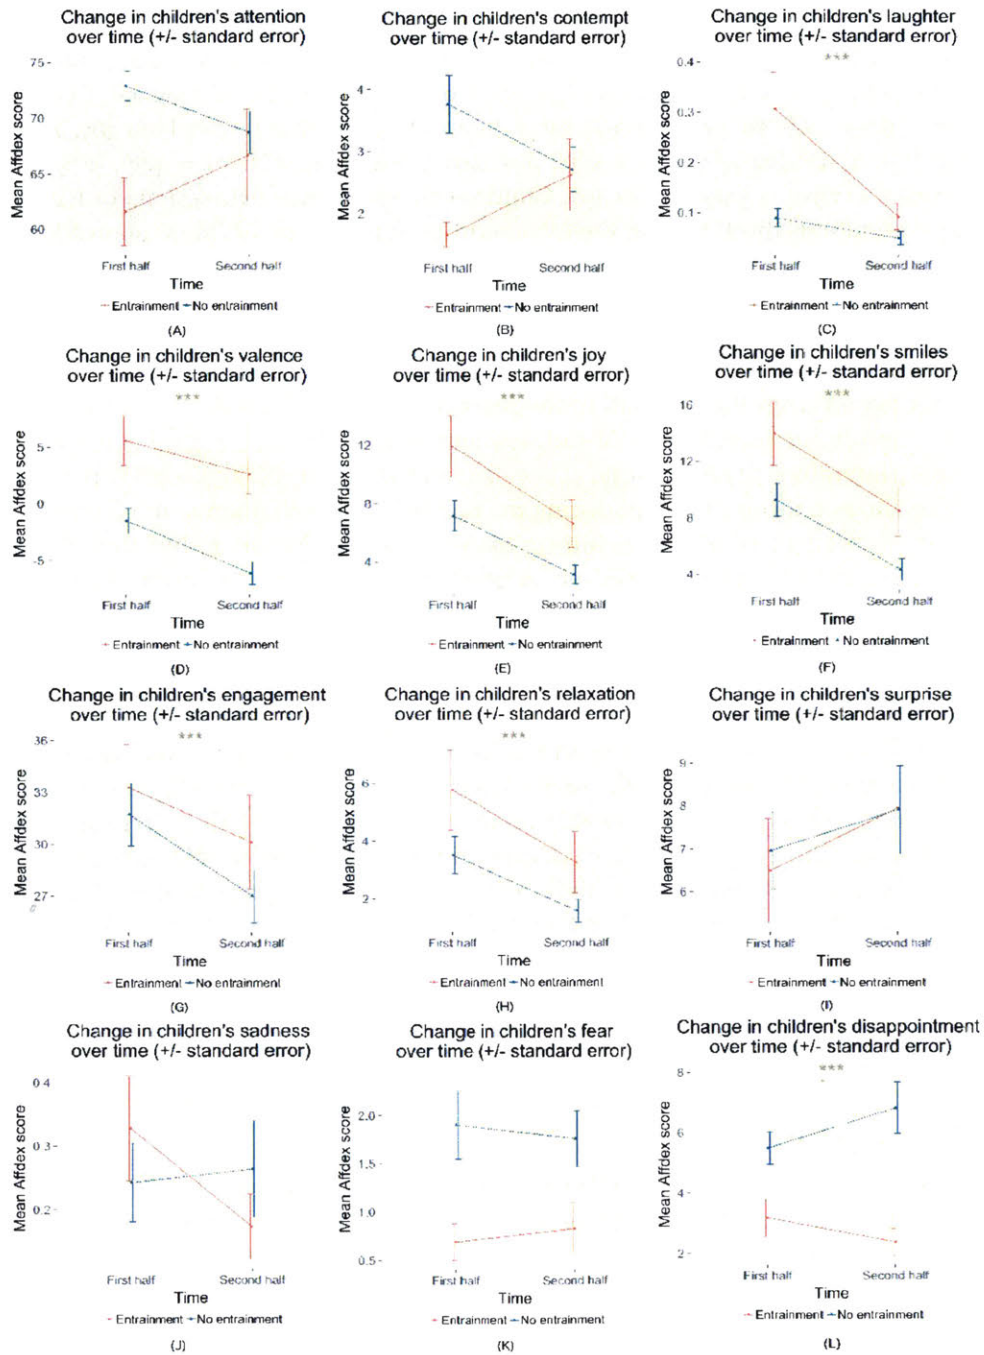 Change in children's attention
over time (+/- standard error)
Mean Affdex score
75
70
65
60
First half
Second half
Time
Entrainment
No entrainment
(A)
Change in children's contempt
over time (+/- standard error)
Mean Affdex score
4
3
2
First half
Second half
Time
Entrainment
No entrainment
(B)
Change in children's laughter
over time (+/- standard error)
***
Mean Affdex score
0.4
0.3
0.2
0.1
First half
Second half
Time
Entrainment
No entrainment
(C)
Change in children's valence
over time (+/- standard error)
***
Mean Affdex score
5
0
-5
First half
Second half
Time
Entrainment
No entrainment
(D)
Change in children's joy
over time (+/- standard error)
***
Mean Affdex score
12
8
4
First half
Second half
Time
Entrainment
No entrainment
(E)
Change in children's smiles
over time (+/- standard error)
***
Mean Affdex score
16
12
8
4
First half
Second half
Time
Entrainment
No entrainment
(F)
Change in children's engagement
over time (+/- standard error)
***
Mean Affdex score
36
33
30
27
First half
Second half
Time
Entrainment
No entrainment
(G)
Change in children's relaxation
over time (+/- standard error)
***
Mean Affdex score
6
4
2
First half
Second half
Time
Entrainment
No entrainment
(H)
Change in children's surprise
over time (+/- standard error)
Mean Affdex score
9
8
7
6
First half
Second half
Time
Entrainment
No entrainment
(I)
Change in children's sadness
over time (+/- standard error)
Mean Affdex score
0.4
0.3
0.2
First half
Second half
Time
Entrainment
No entrainment
(J)
Change in children's fear
over time (+/- standard error)
Mean Affdex score
2.0
1.5
1.0
0.5
First half
Second half
Time
Entrainment
No entrainment
(K)
Change in children's disappointment
over time (+/- standard error)
***
Mean Affdex score
8
6
4
2
First half
Second half
Time
Entrainment
No entrainment
(L)